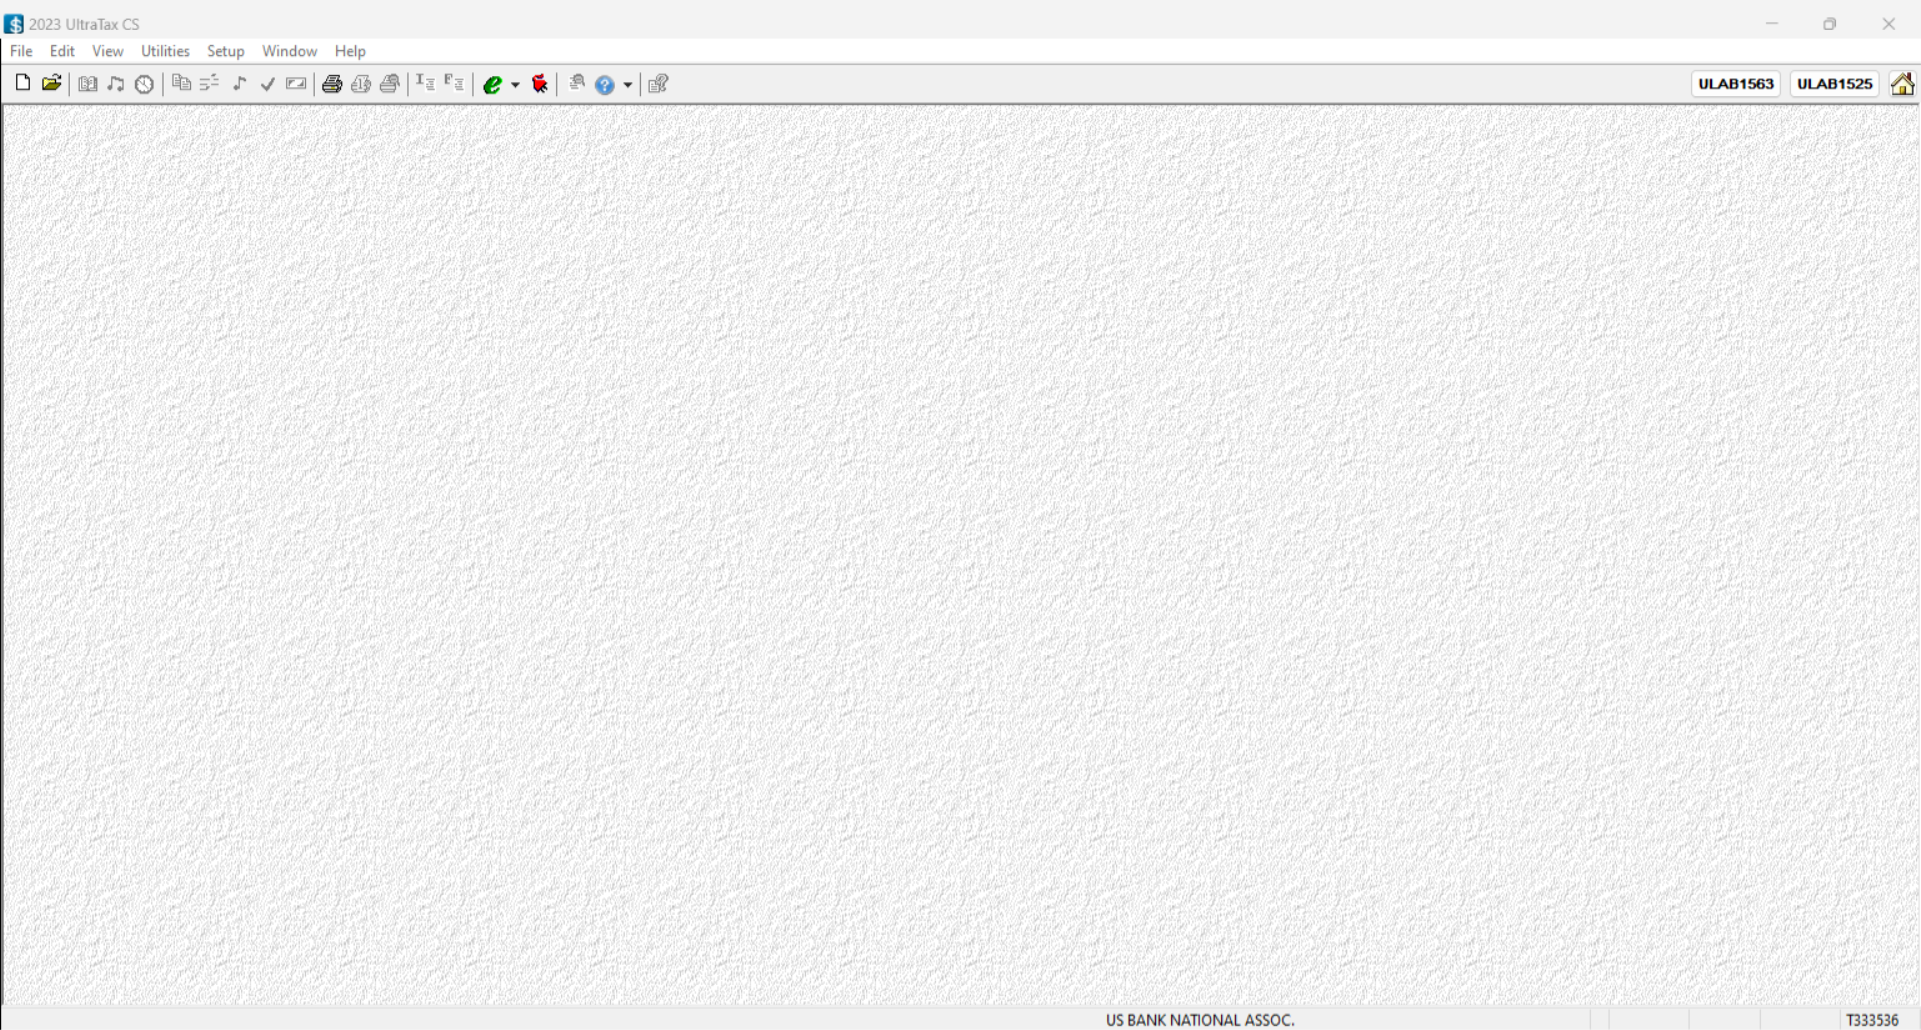 2023 UltraTax CS
File Edit View Utilities Setup Window Help
ULAB1563 ULAB1525
US BANK NATIONAL ASSOC. T333536